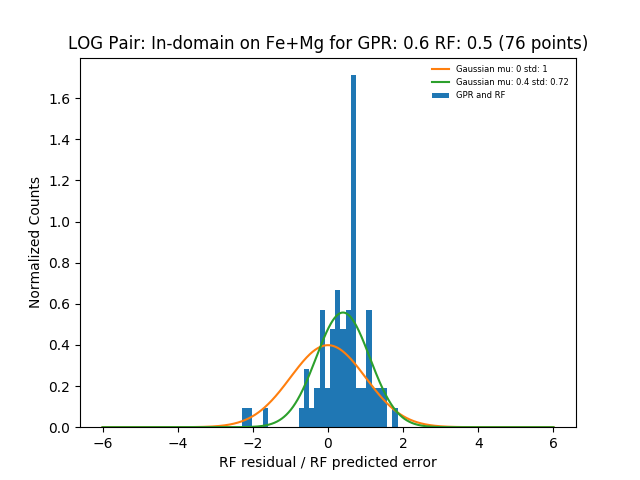 LOG Pair: In-domain on Fe+Mg for GPR: 0.6 RF: 0.5 (76 points)
Gaussian mu: 0 std: 1
Gaussian mu: 0.4 std: 0.72
GPR and RF
Normalized Counts
1.6
1.4
1.2
1.0
0.8
0.6
0.4
0.2
0.0
−6 −4 −2 0 2 4 6
RF residual / RF predicted error